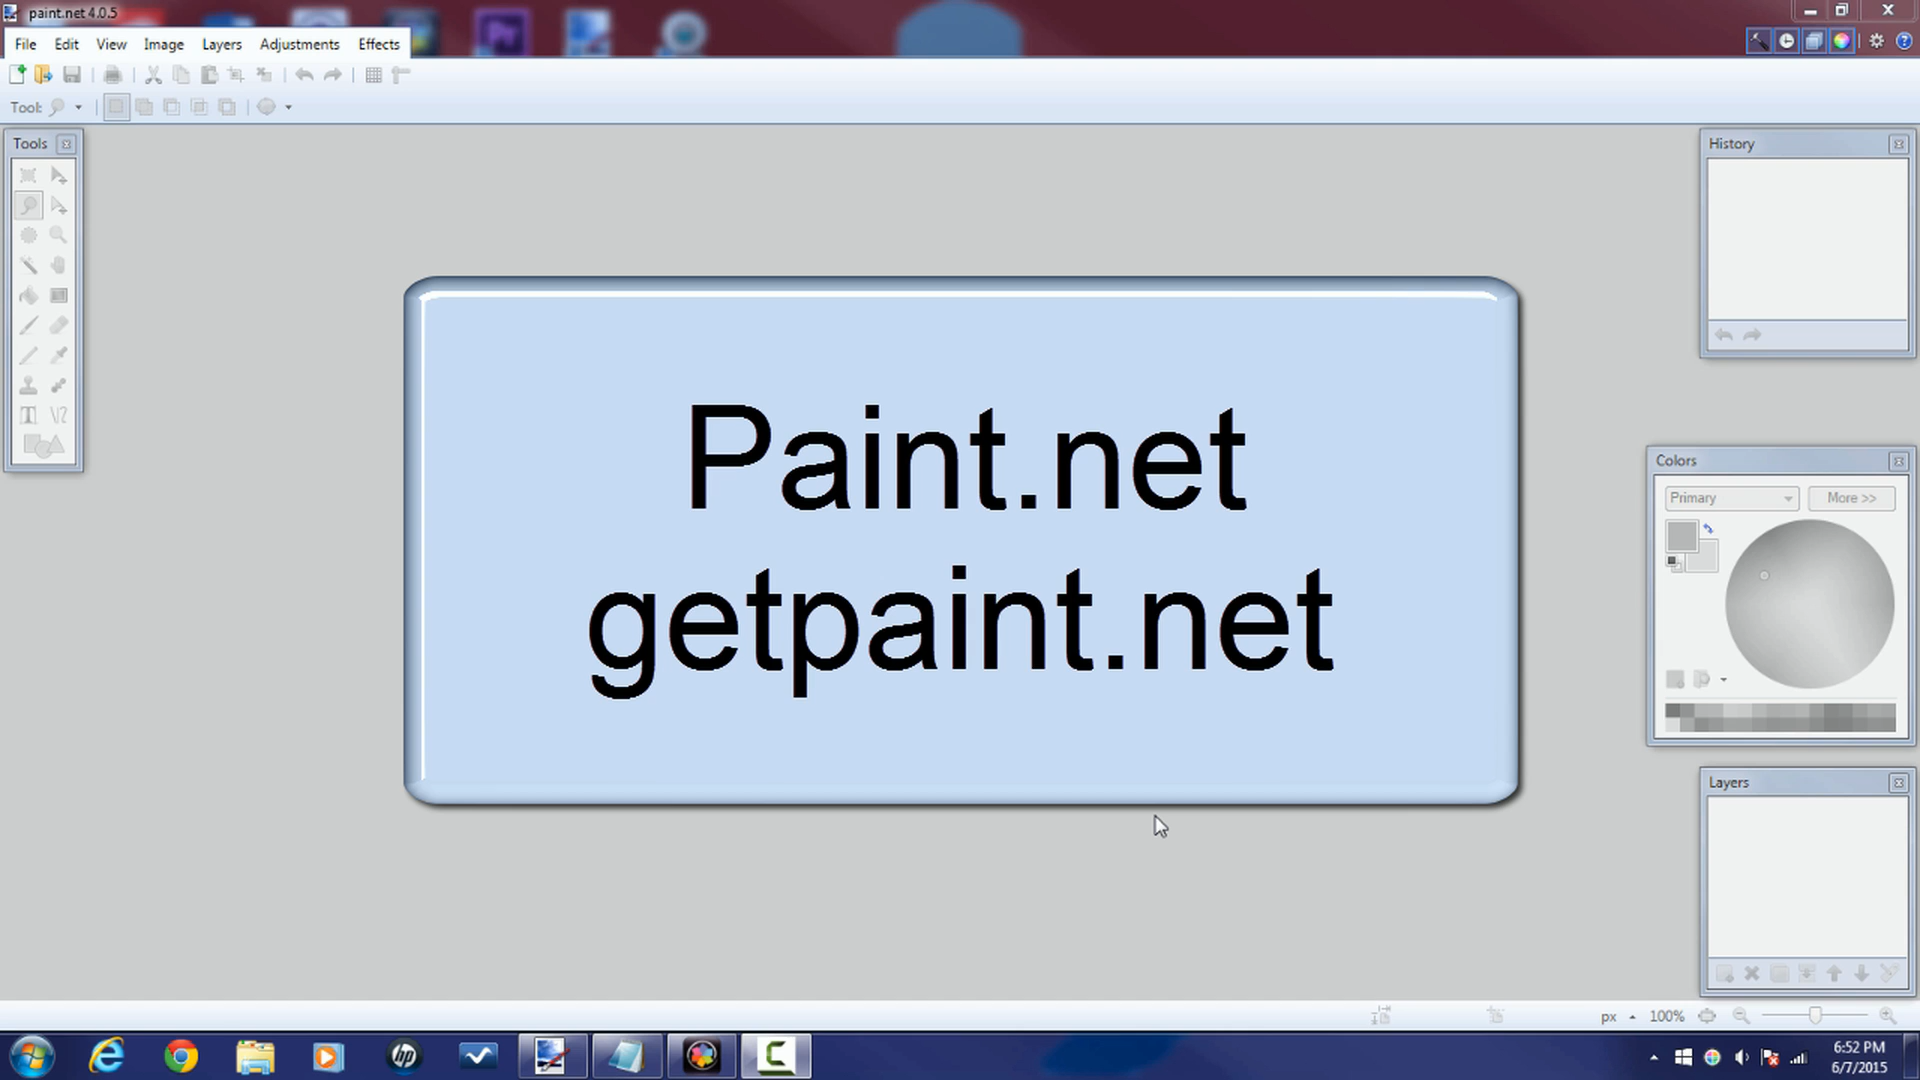 paint.net 4.0.5
File Edit View Image Layers Adjustments Effects
Tool:
Tools
History
Paint.net
getpaint.net
Colors
Primary
More >>
Layers
px
100%
6:52 PM
6/7/2015